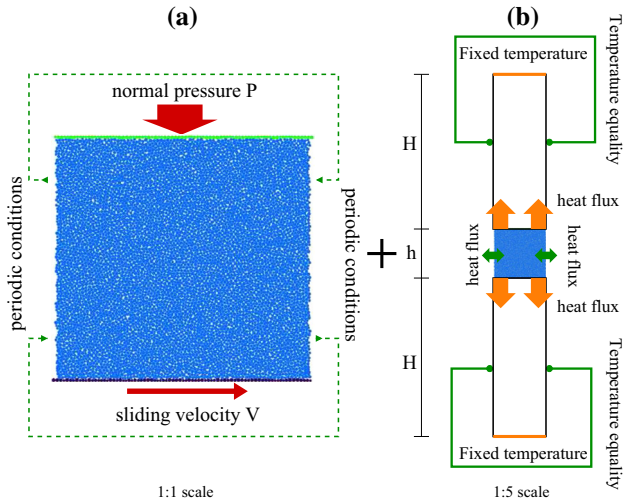 (a)
normal pressure P
periodic conditions
periodic conditions
sliding velocity V
1:1 scale
+
(b)
Fixed temperature
Temperature equality
H
heat flux
h
heat flux
heat flux
heat flux
H
Fixed temperature
Temperature equality
1:5 scale